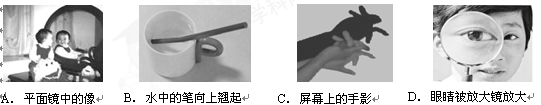 A. 平面镜中的像 B. 水中的笔向上翘起 C. 屏幕上的手影 D. 眼睛被放大镜放大